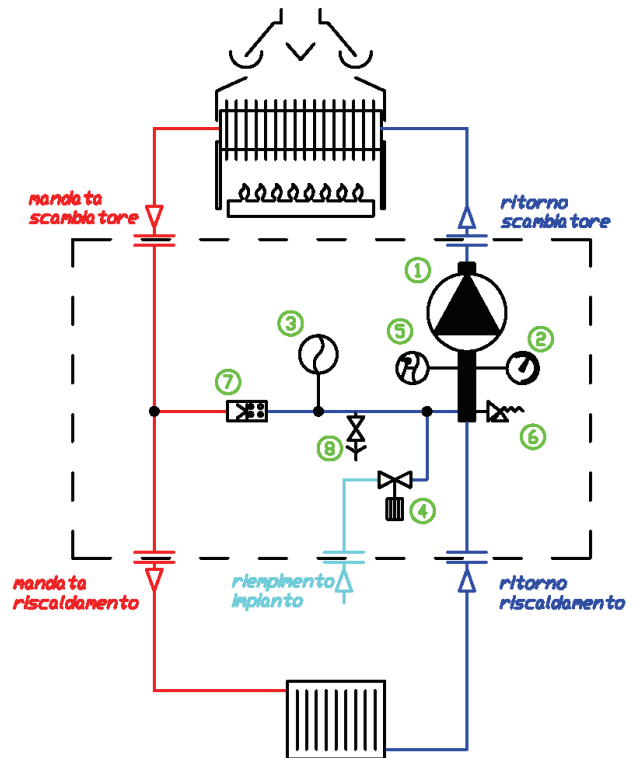 mandata
scambiatore
ritorno
scambiatore
1
3
5
2
7
8
6
4
mandata
riscaldamento
riempimento
impianto
ritorno
riscaldamento